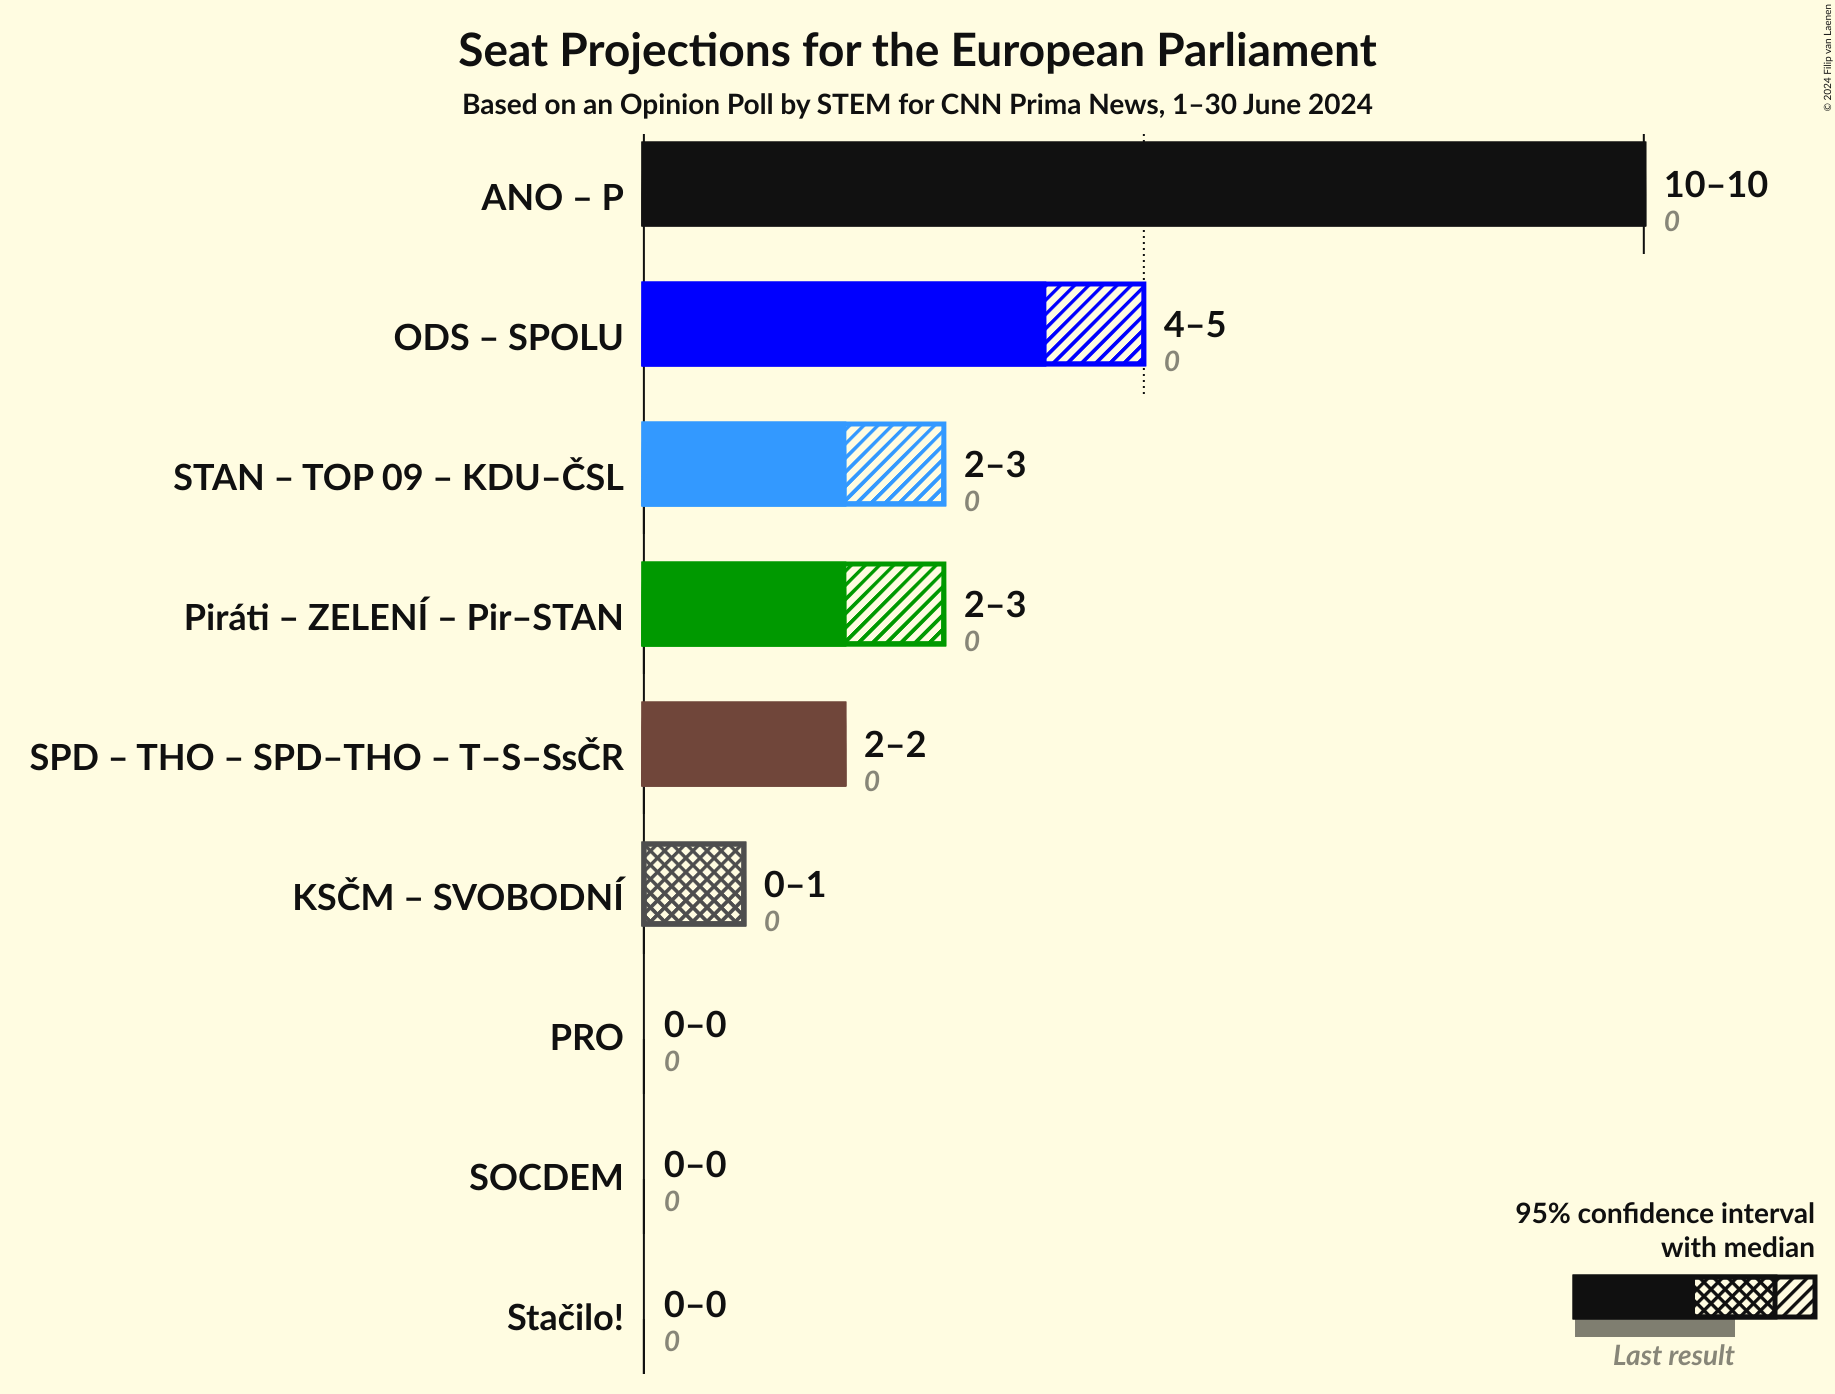 Seat Projections for the European Parliament
Based on an Opinion Poll by STEM for CNN Prima News, 1–30 June 2024
© 2024 Filip van Laenen
ANO – P
10–10
0
ODS – SPOLU
4–5
0
STAN – TOP 09 – KDU–ČSL
2–3
0
Piráti – ZELENÍ – Pir–STAN
2–3
0
SPD – THO – SPD–THO – T–S–SsČR
2–2
0
KSČM – SVOBODNÍ
0–1
0
PRO
0–0
0
SOCDEM
0–0
0
Stačilo!
0–0
0
95% confidence interval
with median
Last result